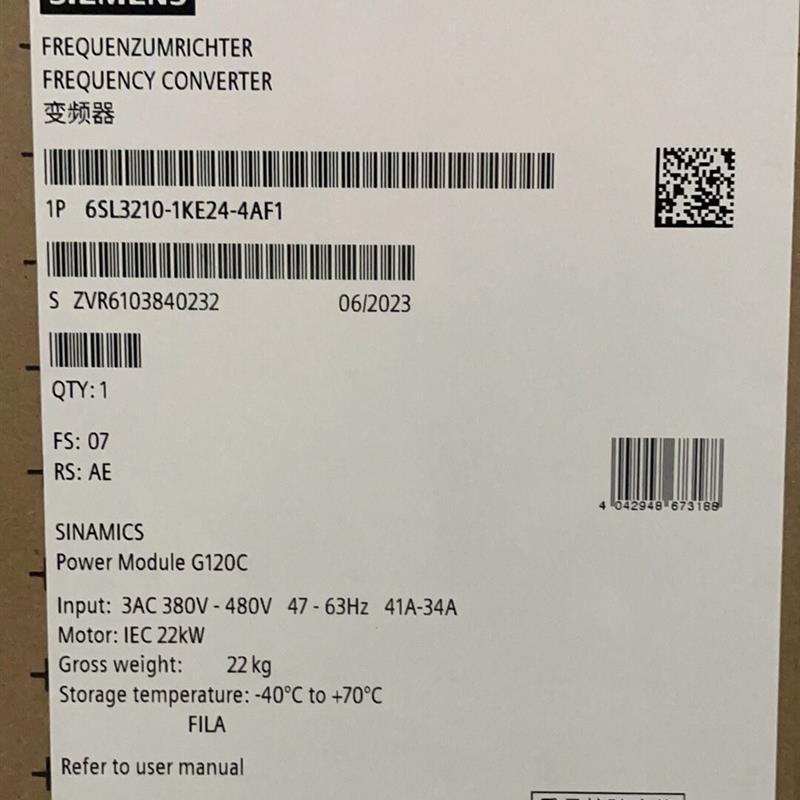 SIEMENS
FREQUENZUMRICHTER
FREQUENCY CONVERTER
变频器
1P 6SL3210-1KE24-4AF1
S ZVR6103840232 06/2023
QTY: 1
FS: 07
RS: AE
4 042948 673188
SINAMICS
Power Module G120C
Input: 3AC 380V - 480V 47 - 63Hz 41A-34A
Motor: IEC 22kW
Gross weight: 22 kg
Storage temperature: -40°C to +70°C
FILA
Refer to user manual